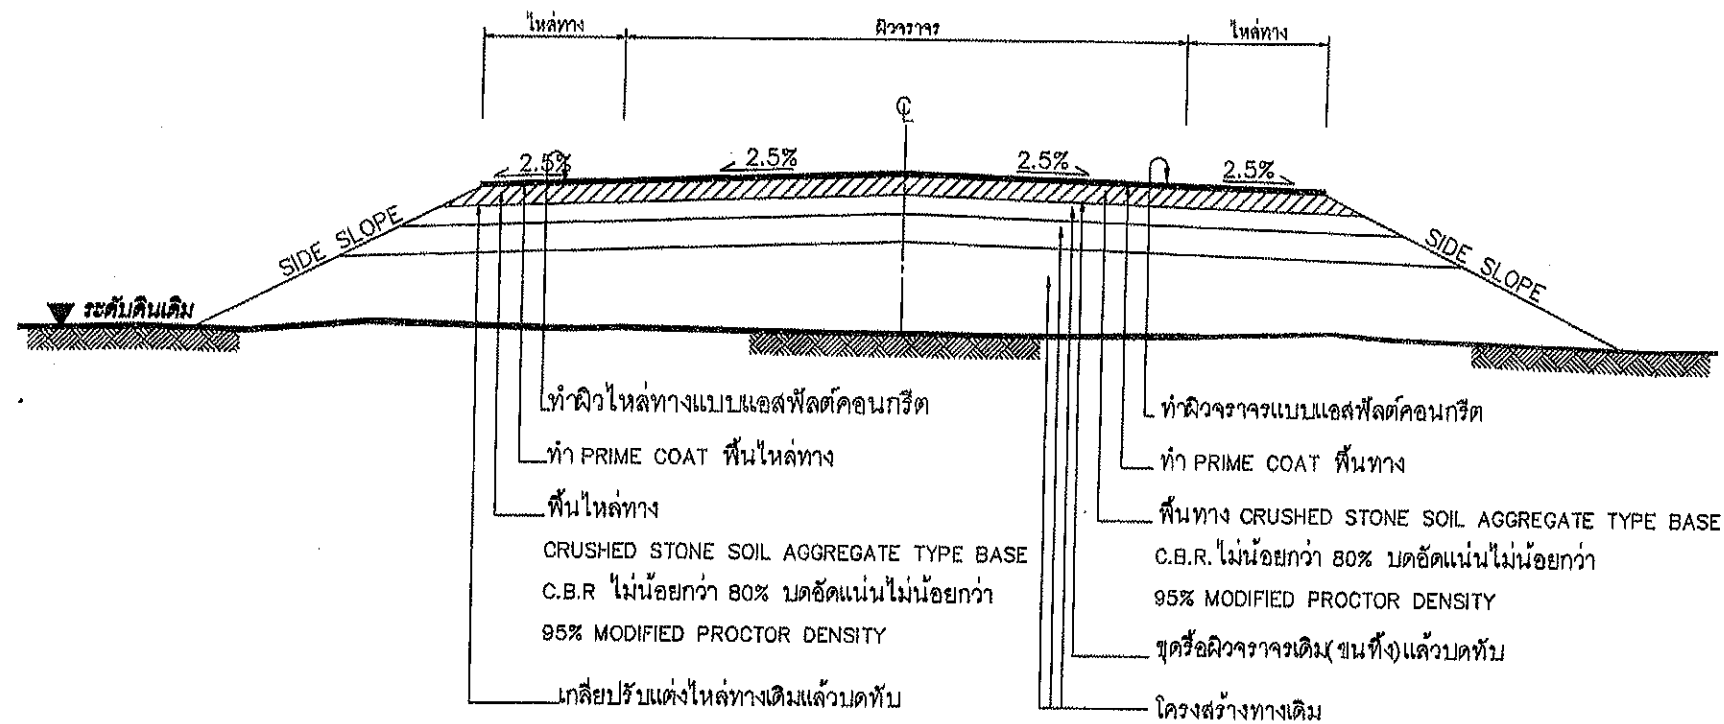 ไหล่ทาง
ผิวจราจร
ไหล่ทาง
℄
2.5%
2.5%
2.5%
2.5%
SIDE SLOPE
SIDE SLOPE
ระดับดินเดิม
ทำผิวไหล่ทางแบบแอสฟัลต์คอนกรีต
ทำ PRIME COAT พื้นไหล่ทาง
พื้นไหล่ทาง
CRUSHED STONE SOIL AGGREGATE TYPE BASE
C.B.R ไม่น้อยกว่า 80% บดอัดแน่นไม่น้อยกว่า
95% MODIFIED PROCTOR DENSITY
เกลี่ยปรับแต่งไหล่ทางเดิมแล้วบดทับ
ทำผิวจราจรแบบแอสฟัลต์คอนกรีต
ทำ PRIME COAT พื้นทาง
พื้นทาง CRUSHED STONE SOIL AGGREGATE TYPE BASE
C.B.R. ไม่น้อยกว่า 80% บดอัดแน่นไม่น้อยกว่า
95% MODIFIED PROCTOR DENSITY
ขุดรื้อผิวจราจรเดิม(ขนทิ้ง)แล้วบดทับ
โครงสร้างทางเดิม